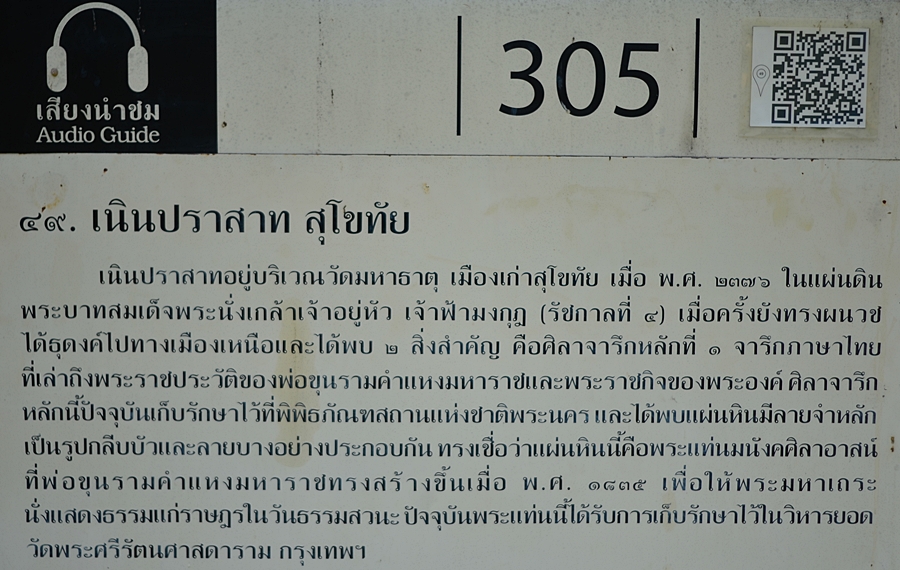 เสียงนำชม
Audio Guide
305
๔๙. เนินปราสาท สุโขทัย
เนินปราสาทอยู่บริเวณวัดมหาธาตุ เมืองเก่าสุโขทัย เมื่อ พ.ศ. ๒๓๗๖ ในแผ่นดิน
พระบาทสมเด็จพระนั่งเกล้าเจ้าอยู่หัว เจ้าฟ้ามงกุฎ (รัชกาลที่ ๔) เมื่อครั้งยังทรงผนวช
ได้ธุดงค์ไปทางเมืองเหนือและได้พบ ๒ สิ่งสำคัญ คือศิลาจารึกหลักที่ ๑ จารึกภาษาไทย
ที่เล่าถึงพระราชประวัติของพ่อขุนรามคำแหงมหาราชและพระราชกิจของพระองค์ ศิลาจารึก
หลักนี้ปัจจุบันเก็บรักษาไว้ที่พิพิธภัณฑสถานแห่งชาติพระนคร และได้พบแผ่นหินมีลายจำหลัก
เป็นรูปกลีบบัวและลายบางอย่างประกอบกัน ทรงเชื่อว่าแผ่นหินนี้คือพระแท่นมนังคศิลาอาสน์
ที่พ่อขุนรามคำแหงมหาราชทรงสร้างขึ้นเมื่อ พ.ศ. ๑๘๓๕ เพื่อให้พระมหาเถระ
นั่งแสดงธรรมแก่ราษฎรในวันธรรมสวนะ ปัจจุบันพระแท่นนี้ได้รับการเก็บรักษาไว้ในวิหารยอด
วัดพระศรีรัตนศาสดาราม กรุงเทพฯ